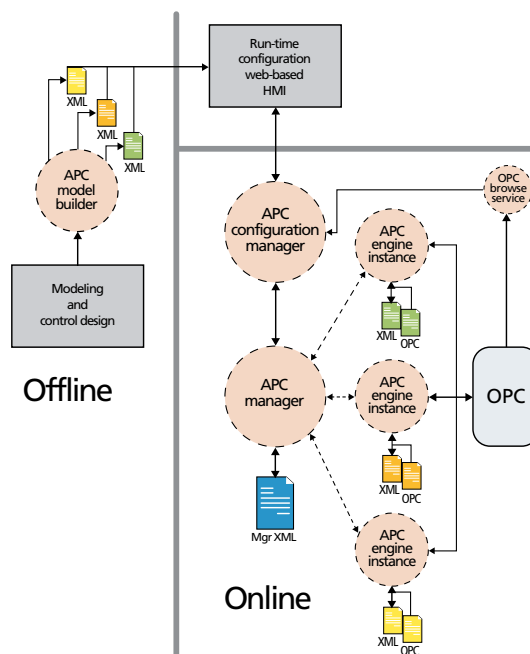 Run-time
configuration
web-based
HMI
XML
XML
XML
APC
model
builder
Modeling
and
control design
Offline
OPC
browse
service
APC
configuration
manager
APC
engine
instance
XML
OPC
APC
manager
APC
engine
instance
OPC
XML
OPC
Mgr XML
APC
engine
instance
Online
XML
OPC